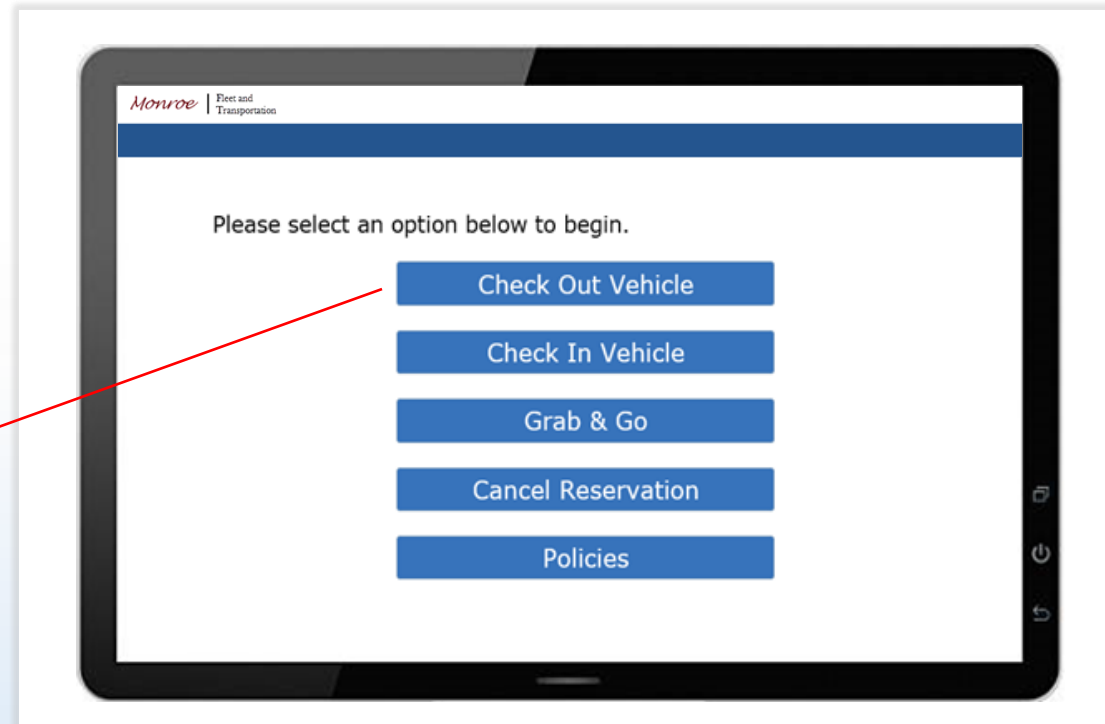 Monroe
Fleet and
Transportation
Please select an option below to begin.
Check Out Vehicle
Check In Vehicle
Grab & Go
Cancel Reservation
Policies